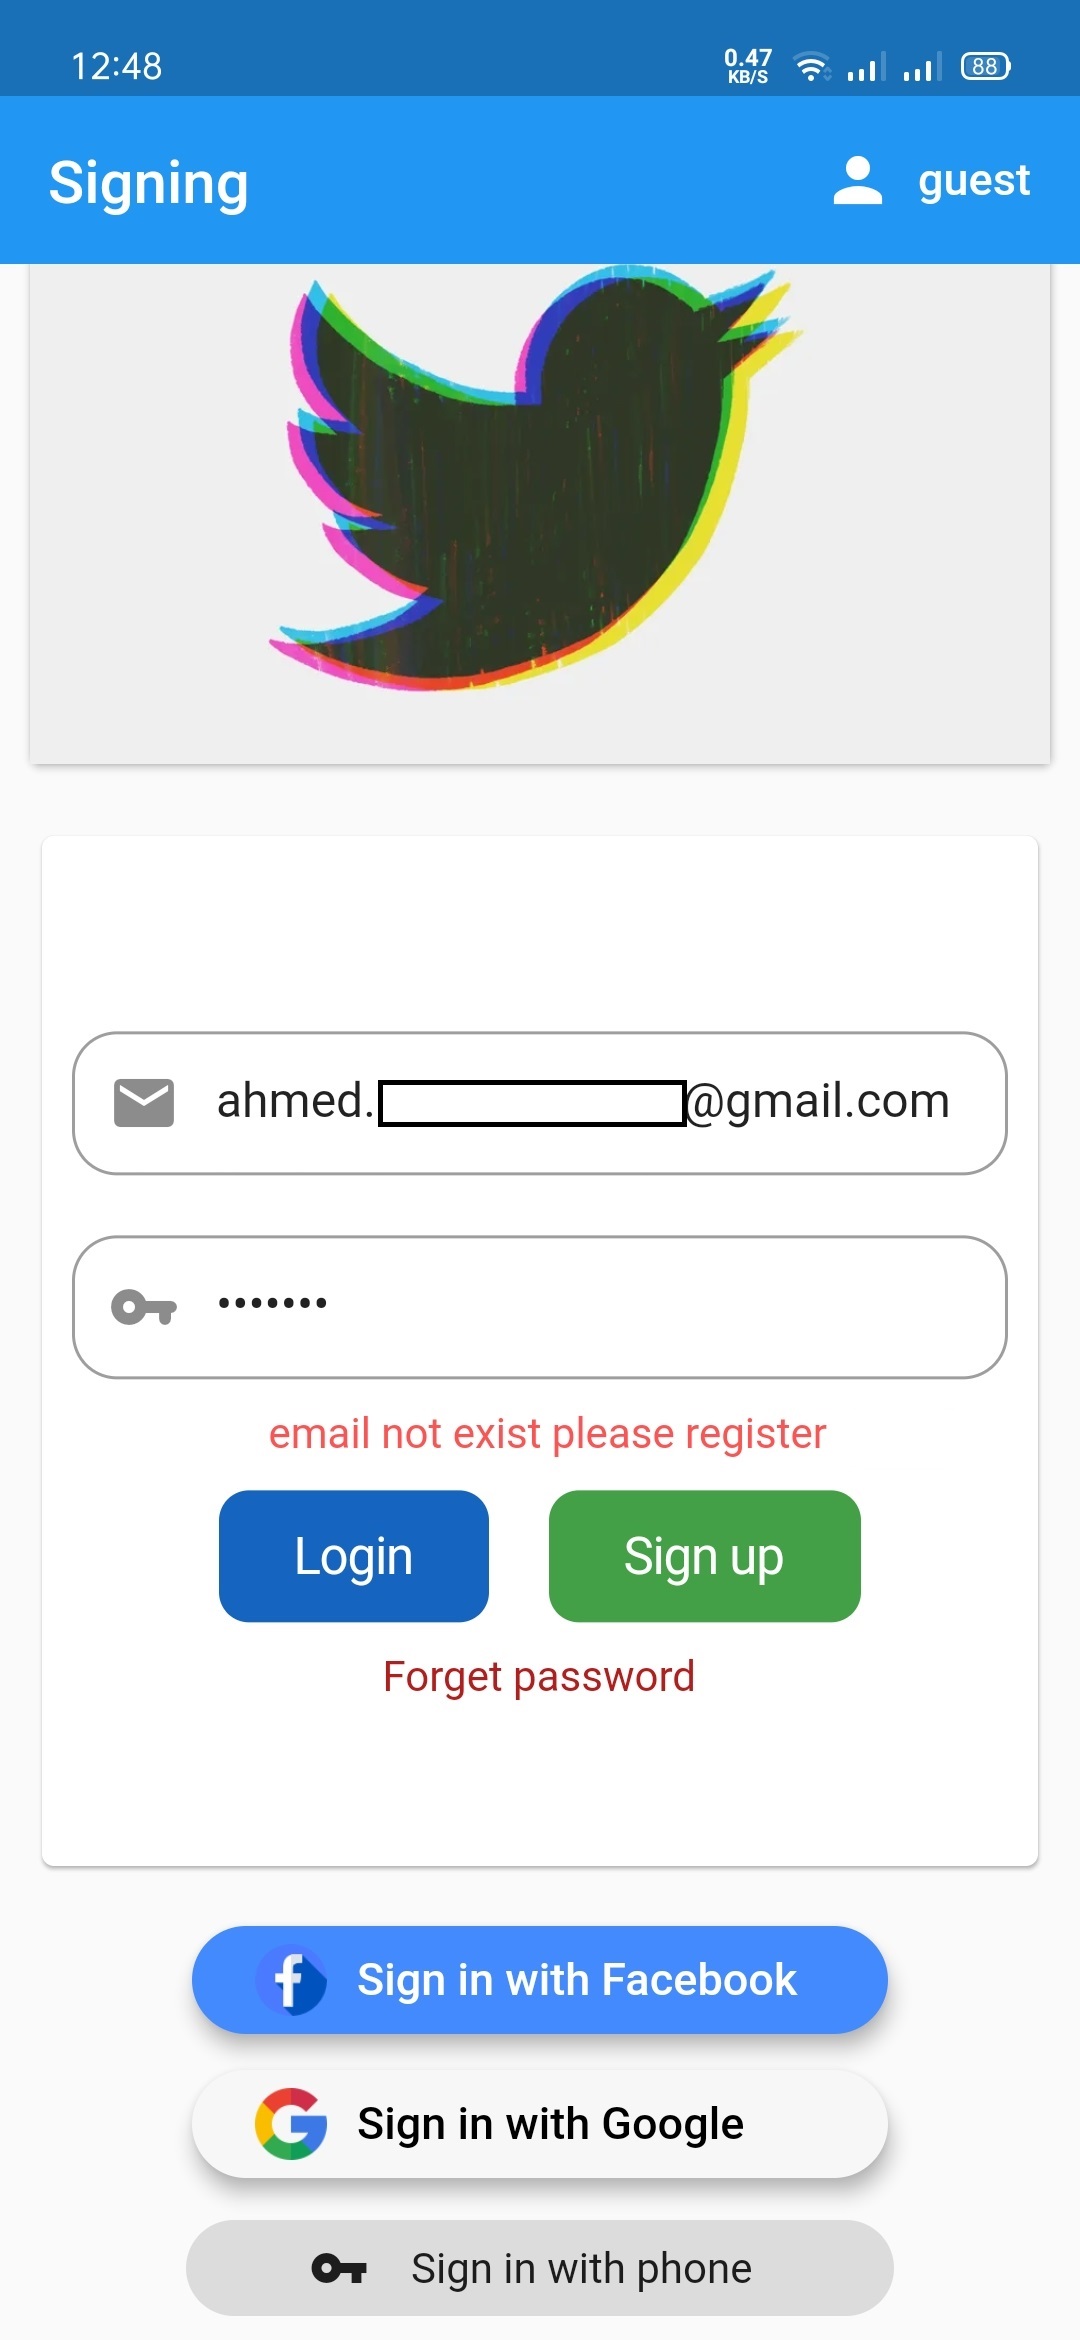 12:48
0.47
KB/S
88
Signing
guest
ahmed.
@gmail.com
•••••••
email not exist please register
Login
Sign up
Forget password
Sign in with Facebook
Sign in with Google
Sign in with phone